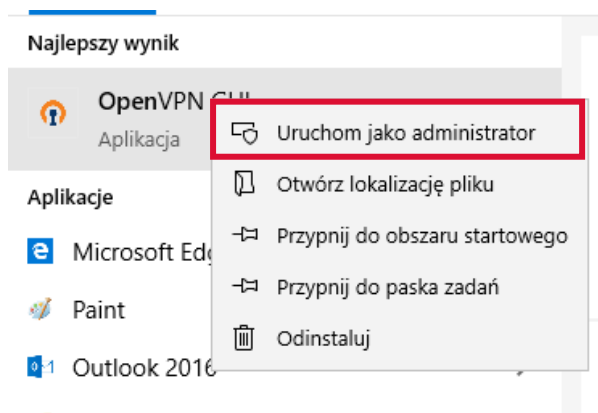 Najlepszy wynik
OpenVPN GUI
Aplikacja
Uruchom jako administrator
Otwórz lokalizację pliku
Przypnij do obszaru startowego
Przypnij do paska zadań
Odinstaluj
Aplikacje
Microsoft
Paint
Outlook 2016